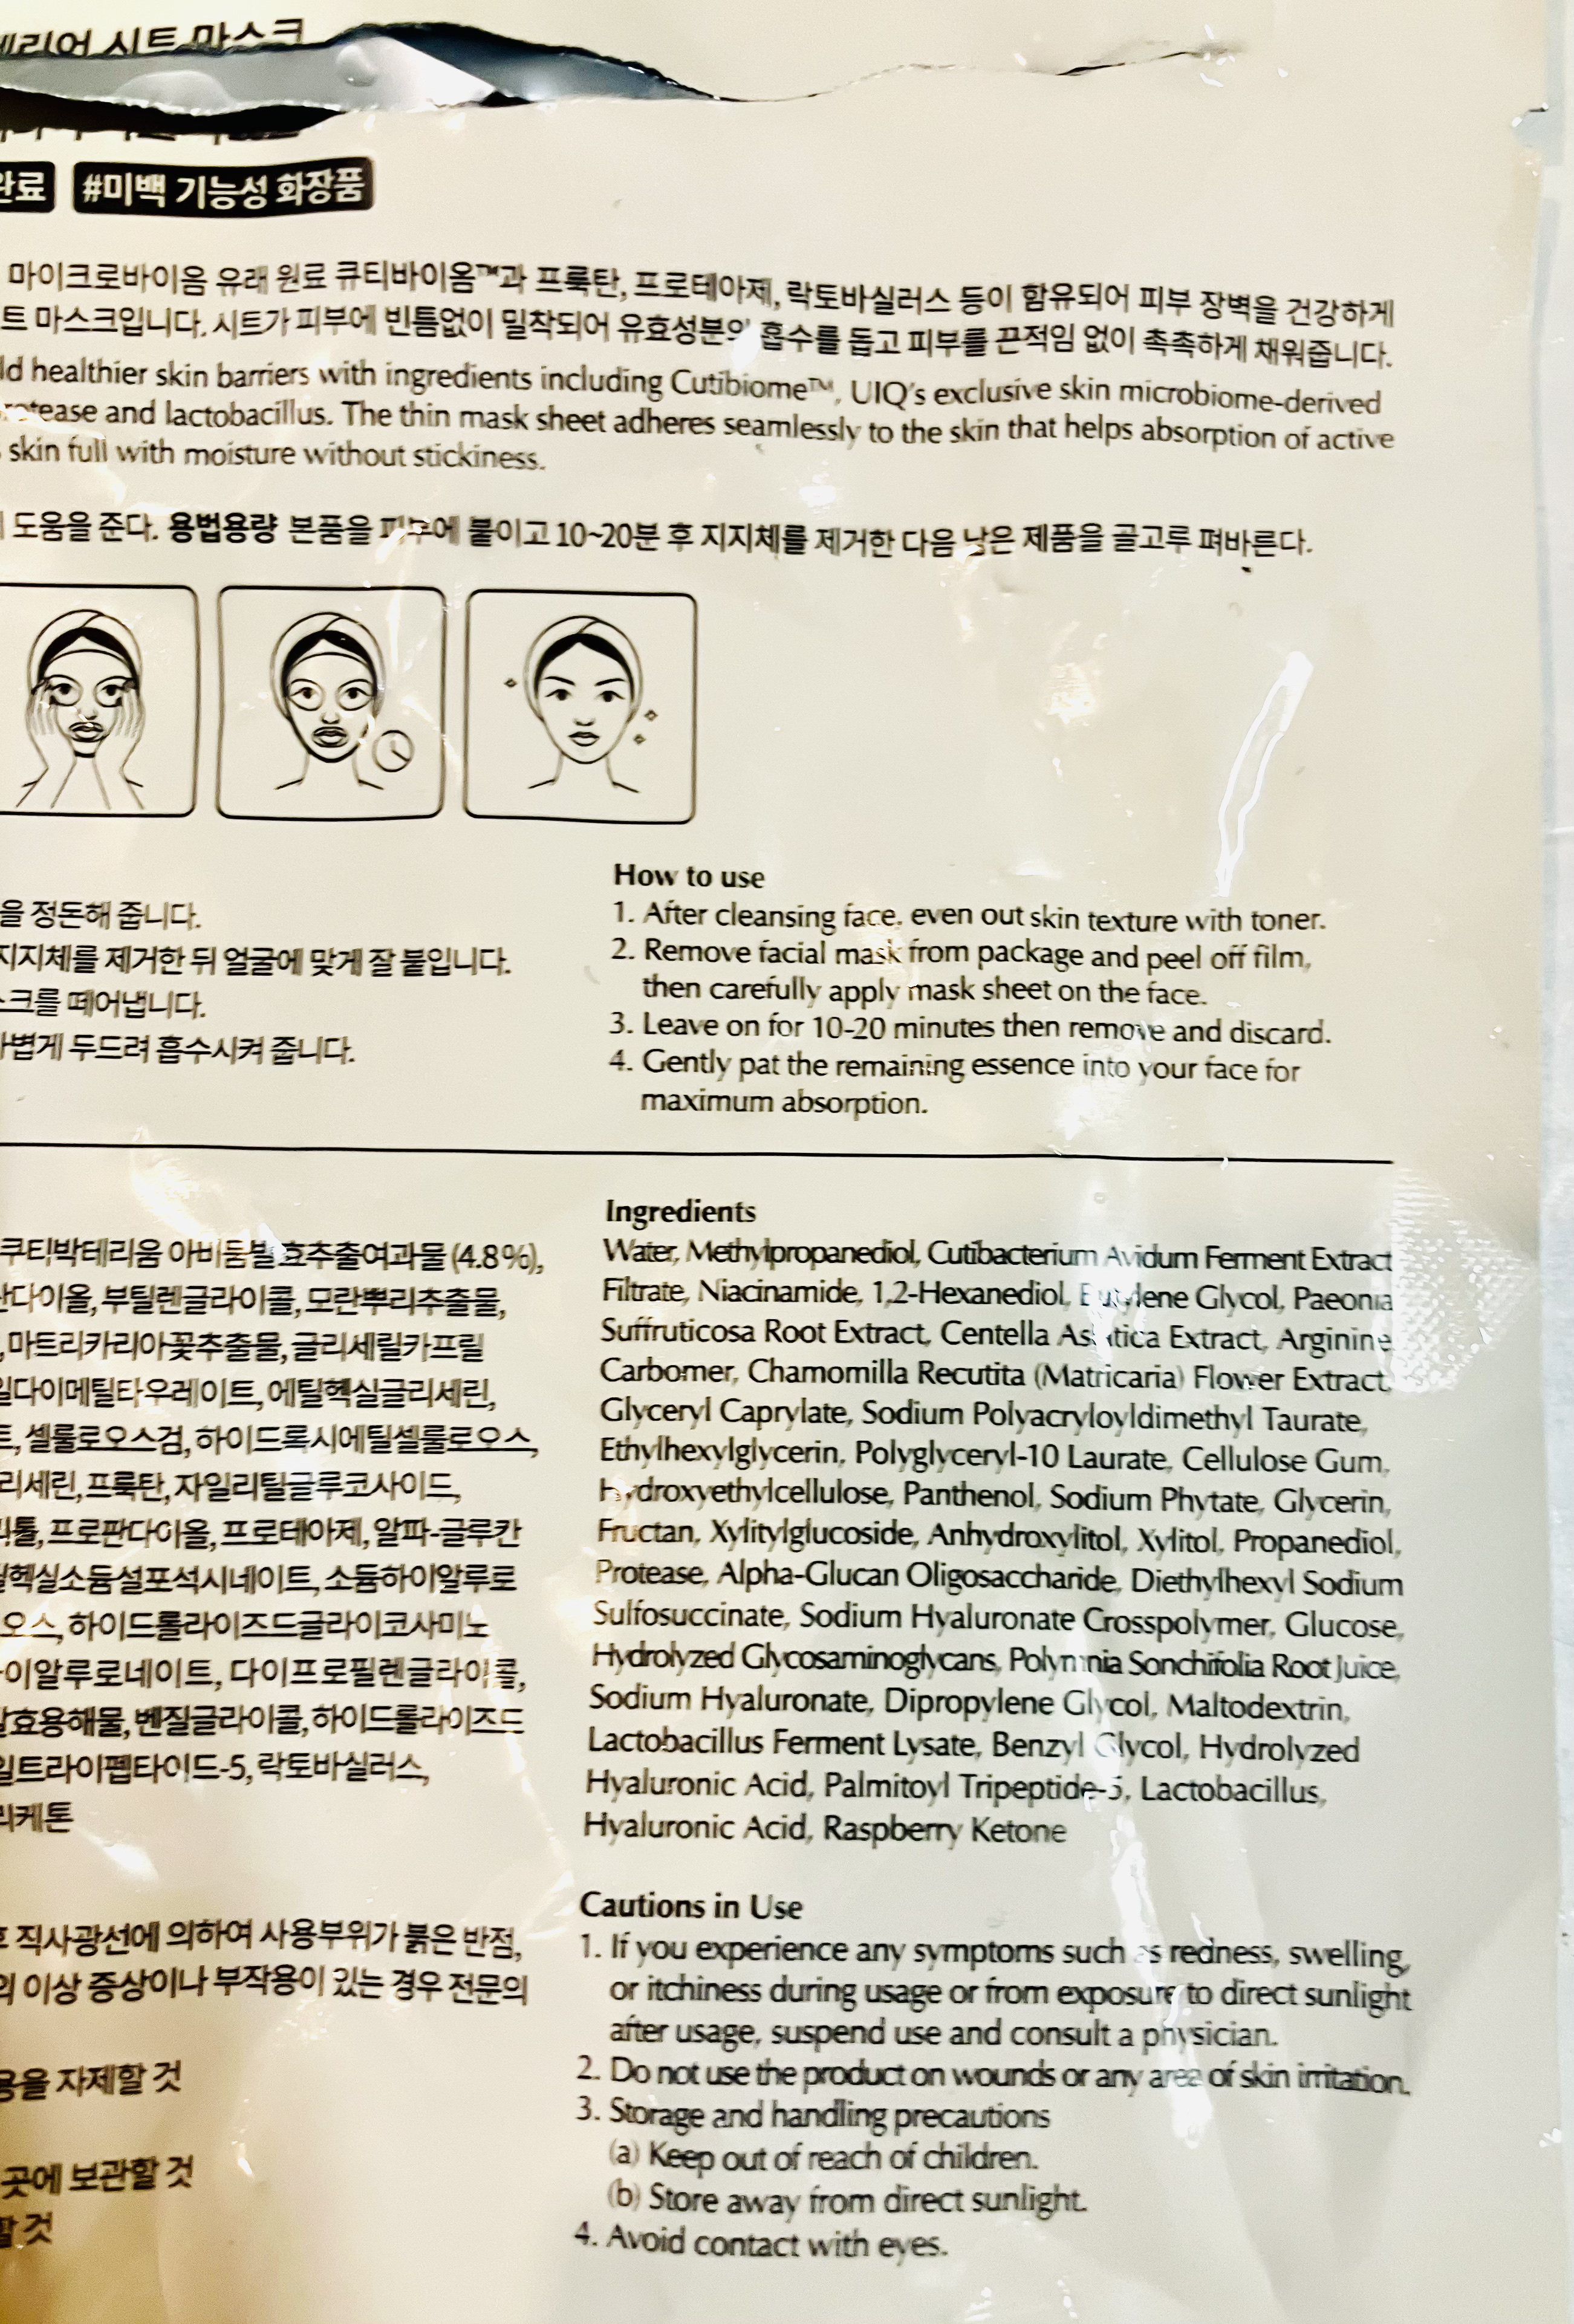 시트 마스크
#미백 기능성 화장품
마이크로바이옴 유래 원료 큐티바이옴™과 프룩탄, 프로테아제, 락토바실러스 등이 함유되어 피부 장벽을 건강하게
트 마스크입니다. 시트가 피부에 빈틈없이 밀착되어 유효성분의 흡수를 돕고 피부를 끈적임 없이 촉촉하게 채워줍니다.
ld healthier skin barriers with ingredients including Cutibiome™, UIQ's exclusive skin microbiome-derived
rotease and lactobacillus. The thin mask sheet adheres seamlessly to the skin that helps absorption of active
skin full with moisture without stickiness.
도움을 준다. 용법용량 본품을 피부에 붙이고 10~20분 후 지지체를 제거한 다음 남은 제품을 골고루 펴바른다.
을 정돈해 줍니다.
지지체를 제거한 뒤 얼굴에 맞게 잘 붙입니다.
스크를 떼어냅니다.
가볍게 두드려 흡수시켜 줍니다.
How to use
1. After cleansing face, even out skin texture with toner.
2. Remove facial mask from package and peel off film,
then carefully apply mask sheet on the face.
3. Leave on for 10-20 minutes then remove and discard.
4. Gently pat the remaining essence into your face for
maximum absorption.
큐티박테리움 아비둠발효추출여과물 (4.8%),
산다이올, 부틸렌글라이콜, 모란뿌리추출물,
, 마트리카리아꽃추출물, 글리세릴카프릴
일다이메틸타우레이트, 에틸헥실글리세린,
트, 셀룰로오스검, 하이드록시에틸셀룰로오스,
리세린, 프룩탄, 자일리틸글루코사이드,
리톨, 프로판다이올, 프로테아제, 알파-글루칸
틸헥실소듐설포석시네이트, 소듐하이알루로
오스, 하이드롤라이즈드글라이코사미노
하이알루로네이트, 다이프로필렌글라이콜,
발효용해물, 벤질글라이콜, 하이드롤라이즈드
일트라이펩타이드-5, 락토바실러스,
리케톤
Ingredients
Water, Methylpropanediol, Cutibacterium Avidum Ferment Extract
Filtrate, Niacinamide, 1,2-Hexanediol, Butylene Glycol, Paeonia
Suffruticosa Root Extract, Centella Asiatica Extract, Arginine
Carbomer, Chamomilla Recutita (Matricaria) Flower Extract,
Glyceryl Caprylate, Sodium Polyacryloyldimethyl Taurate,
Ethylhexylglycerin, Polyglyceryl-10 Laurate, Cellulose Gum,
Hydroxyethylcellulose, Panthenol, Sodium Phytate, Glycerin,
Fructan, Xylitylglucoside, Anhydroxylitol, Xylitol, Propanediol,
Protease, Alpha-Glucan Oligosaccharide, Diethylhexyl Sodium
Sulfosuccinate, Sodium Hyaluronate Crosspolymer, Glucose,
Hydrolyzed Glycosaminoglycans, Polymnia Sonchifolia Root Juice,
Sodium Hyaluronate, Dipropylene Glycol, Maltodextrin,
Lactobacillus Ferment Lysate, Benzyl Glycol, Hydrolyzed
Hyaluronic Acid, Palmitoyl Tripeptide-5, Lactobacillus,
Hyaluronic Acid, Raspberry Ketone
직사광선에 의하여 사용부위가 붉은 반점,
의 이상 증상이나 부작용이 있는 경우 전문의
용을 자제할 것
곳에 보관할 것
할 것
Cautions in Use
1. If you experience any symptoms such as redness, swelling,
or itchiness during usage or from exposure to direct sunlight
after usage, suspend use and consult a physician.
2. Do not use the product on wounds or any area of skin irritation.
3. Storage and handling precautions
(a) Keep out of reach of children.
(b) Store away from direct sunlight.
4. Avoid contact with eyes.